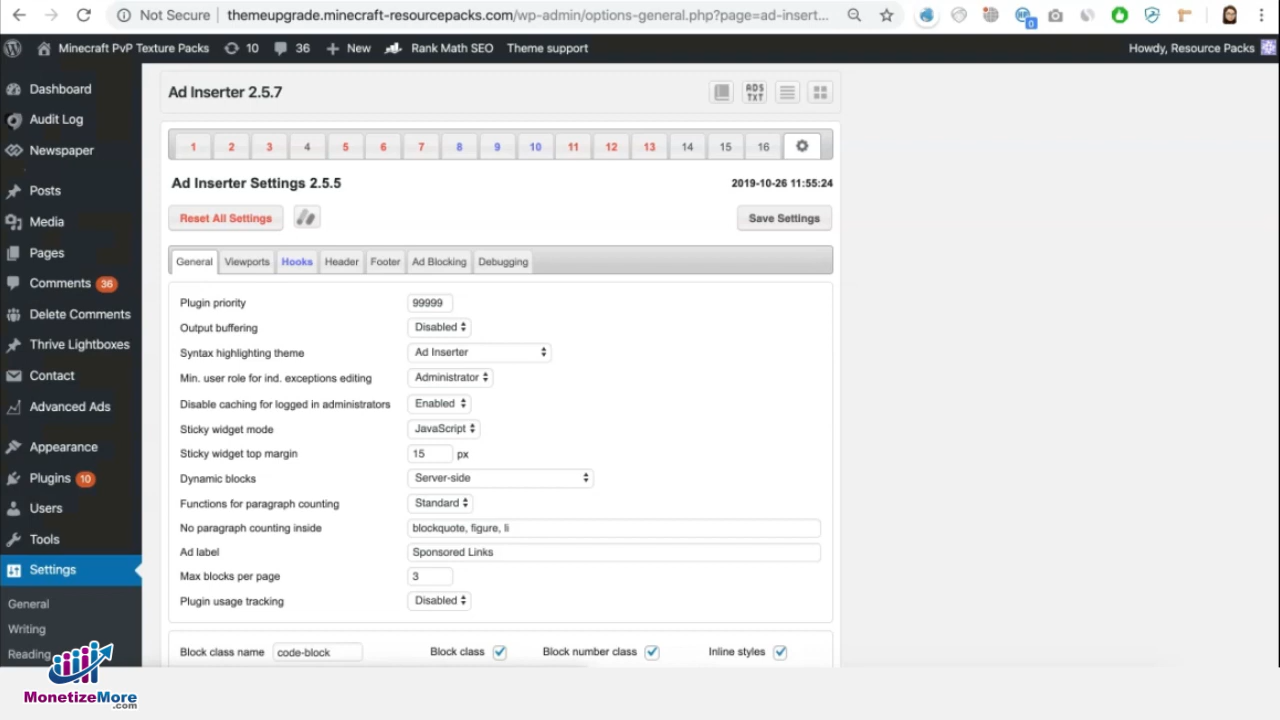 Not Secure themeupgrade.minecraft-resourcepacks.com/wp-admin/options-general.php?page=ad-insert... 0
Minecraft PvP Texture Packs 10 36 New Rank Math SEO Theme support Howdy, Resource Packs
Dashboard
Audit Log
Newspaper
Posts
Media
Pages
Comments 36
Delete Comments
Thrive Lightboxes
Contact
Advanced Ads
Appearance
Plugins 10
Users
Tools
Settings
General
Writing
Reading
Ad Inserter 2.5.7 ADS TXT
1 2 3 4 5 6 7 8 9 10 11 12 13 14 15 16
Ad Inserter Settings 2.5.5 2019-10-26 11:55:24
Reset All Settings Save Settings
General Viewports Hooks Header Footer Ad Blocking Debugging
Plugin priority 99999
Output buffering Disabled
Syntax highlighting theme Ad Inserter
Min. user role for ind. exceptions editing Administrator
Disable caching for logged in administrators Enabled
Sticky widget mode JavaScript
Sticky widget top margin 15 px
Dynamic blocks Server-side
Functions for paragraph counting Standard
No paragraph counting inside blockquote, figure, li
Ad label Sponsored Links
Max blocks per page 3
Plugin usage tracking Disabled
Block class name code-block Block class Block number class Inline styles
MonetizeMore
.com